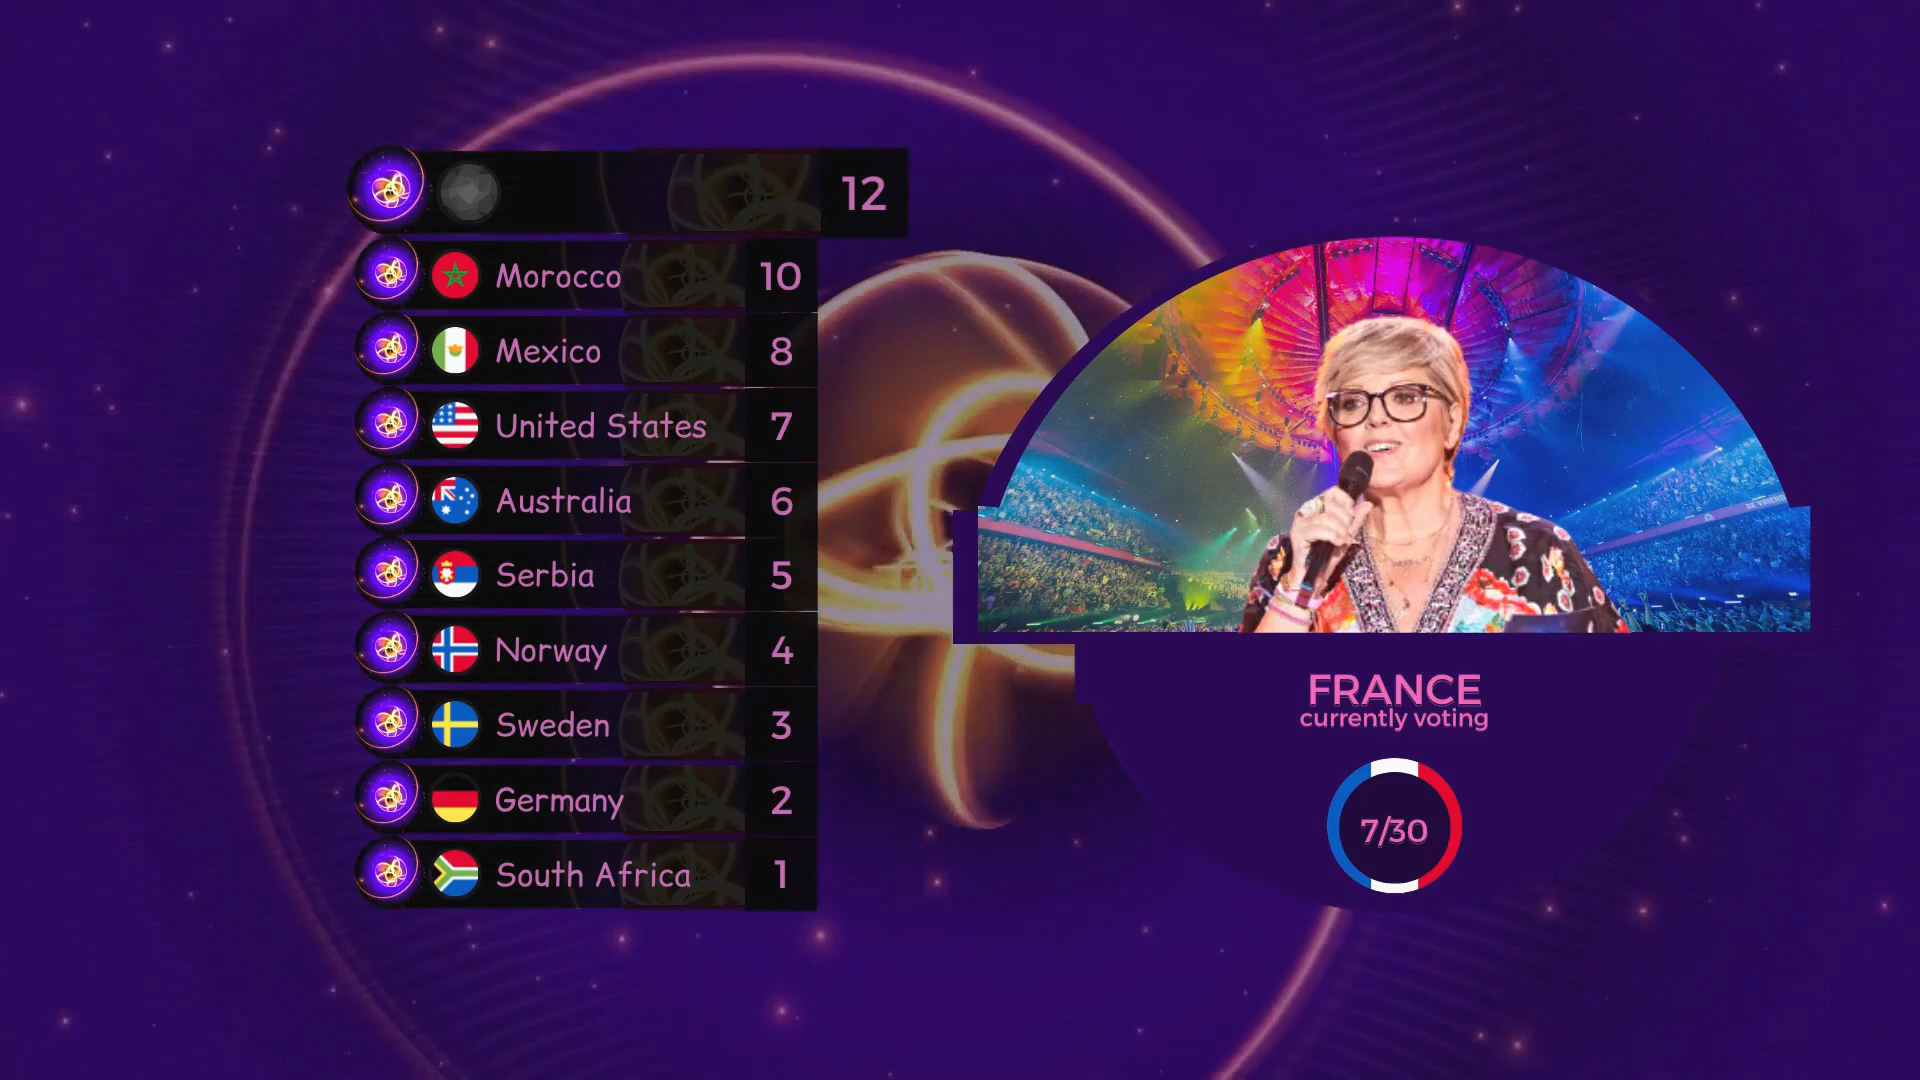 12
Morocco 10
Mexico 8
United States 7
Australia 6
Serbia 5
Norway 4
Sweden 3
Germany 2
South Africa 1
FRANCE
currently voting
7/30